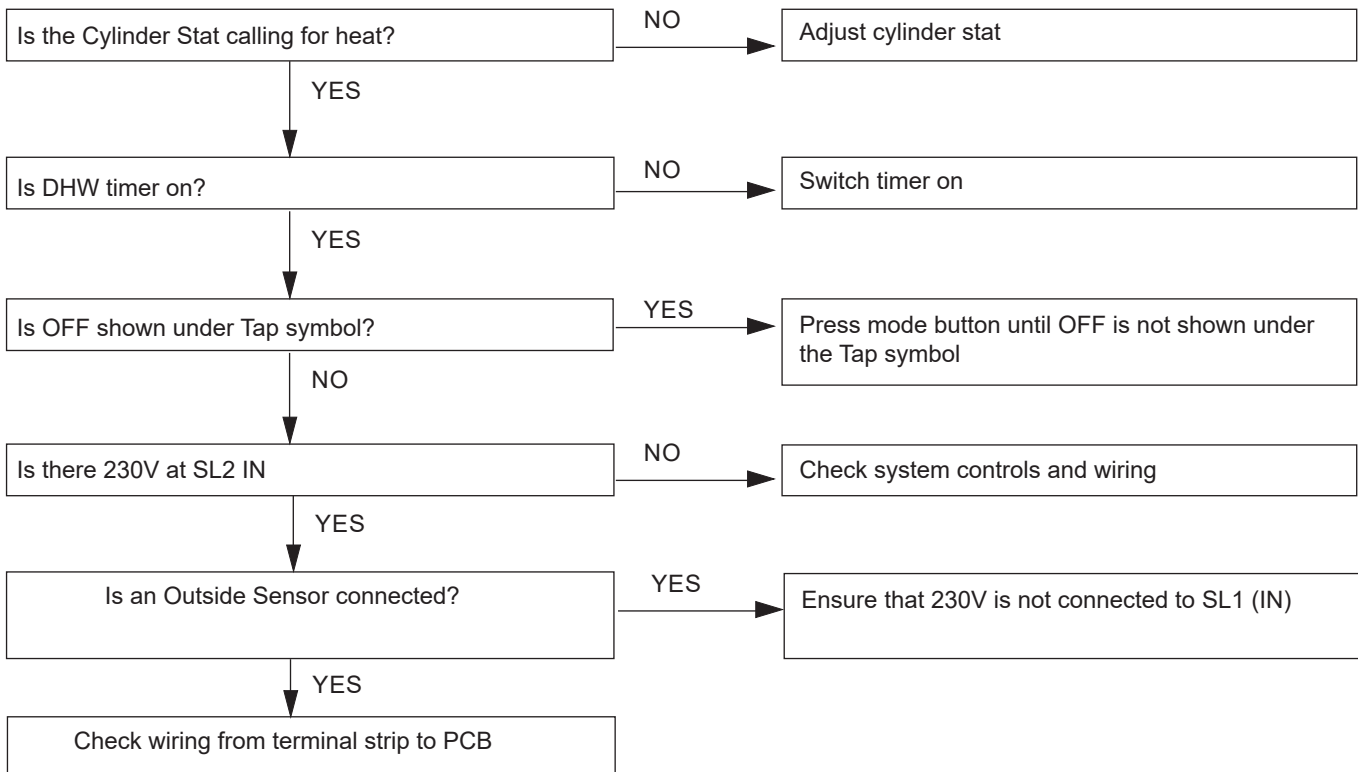 Is the Cylinder Stat calling for heat?
NO
Adjust cylinder stat
YES
Is DHW timer on?
NO
Switch timer on
YES
Is OFF shown under Tap symbol?
YES
Press mode button until OFF is not shown under
the Tap symbol
NO
Is there 230V at SL2 IN
NO
Check system controls and wiring
YES
Is an Outside Sensor connected?
YES
Ensure that 230V is not connected to SL1 (IN)
YES
Check wiring from terminal strip to PCB